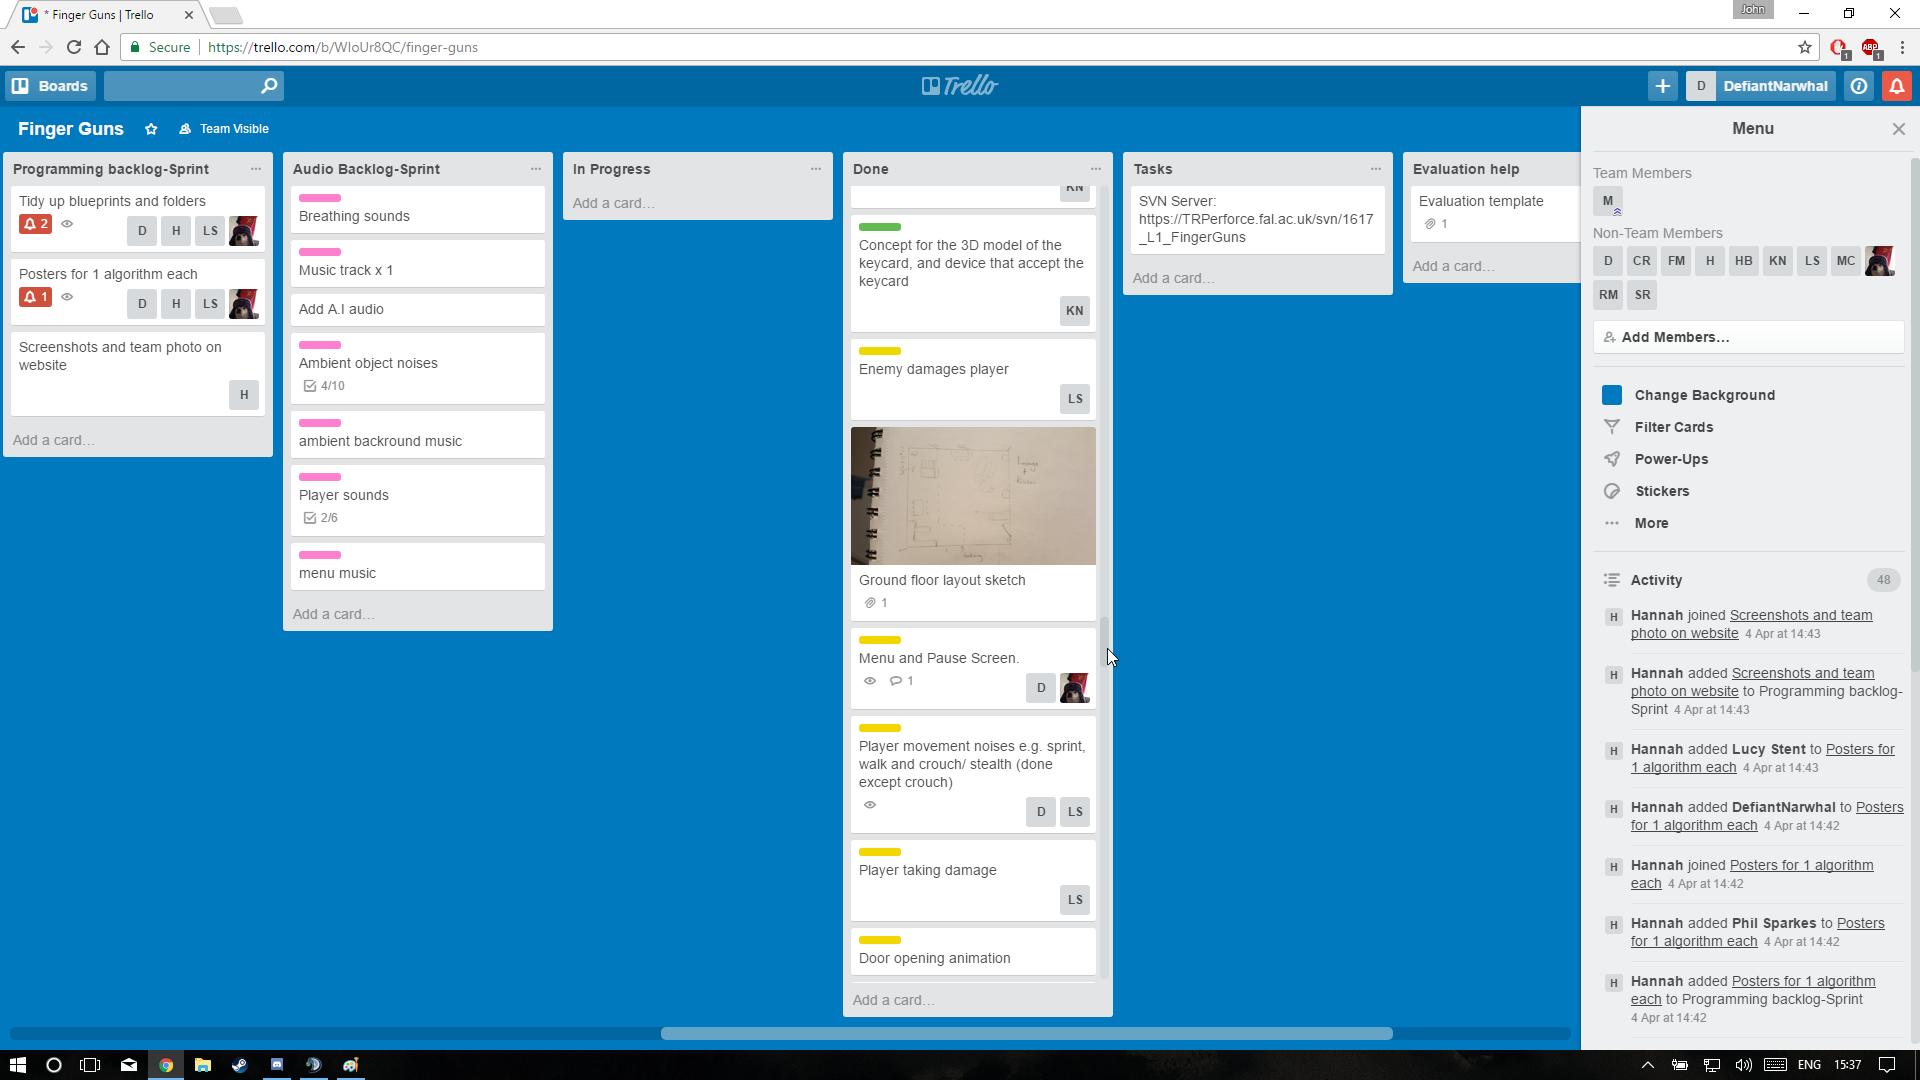 * Finger Guns | Trello
John
Secure
https://trello.com/b/WIoUr8QC/finger-guns
ABP
1
1
Boards
Trello
D
DefiantNarwhal
Finger Guns
Team Visible
Programming backlog-Sprint
Tidy up blueprints and folders
2
D
H
LS
Posters for 1 algorithm each
1
D
H
LS
Screenshots and team photo on
website
H
Add a card…
Audio Backlog-Sprint
Breathing sounds
Music track x 1
Add A.I audio
Ambient object noises
4/10
ambient backround music
Player sounds
2/6
menu music
Add a card…
In Progress
Add a card…
Done
KN
Concept for the 3D model of the
keycard, and device that accept the
keycard
KN
Enemy damages player
LS
Ground floor layout sketch
1
Menu and Pause Screen.
1
D
Player movement noises e.g. sprint,
walk and crouch/ stealth (done
except crouch)
D
LS
Player taking damage
LS
Door opening animation
Add a card…
Tasks
SVN Server:
https://TRPerforce.fal.ac.uk/svn/1617
_L1_FingerGuns
Add a card…
Evaluation help
Evaluation template
1
Add a card…
Menu
Team Members
M
Non-Team Members
D
CR
FM
H
HB
KN
LS
MC
RM
SR
Add Members…
Change Background
Filter Cards
Power-Ups
Stickers
More
Activity
48
H
Hannah joined Screenshots and team
photo on website 4 Apr at 14:43
H
Hannah added Screenshots and team
photo on website to Programming backlog-
Sprint 4 Apr at 14:43
H
Hannah added Lucy Stent to Posters for
1 algorithm each 4 Apr at 14:43
H
Hannah added DefiantNarwhal to Posters
for 1 algorithm each 4 Apr at 14:42
H
Hannah joined Posters for 1 algorithm
each 4 Apr at 14:42
H
Hannah added Phil Sparkes to Posters
for 1 algorithm each 4 Apr at 14:42
H
Hannah added Posters for 1 algorithm
each to Programming backlog-Sprint
4 Apr at 14:42
ENG
15:37